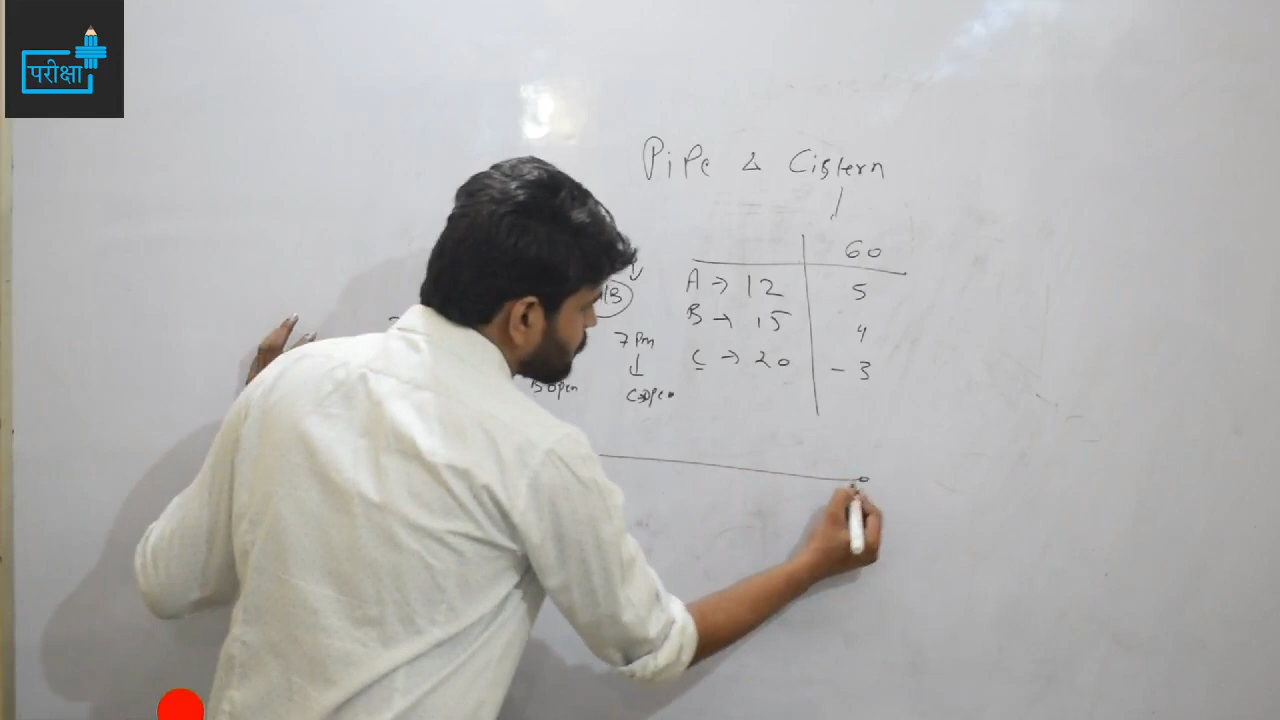 परीक्षा
Pipe & Cistern
60
A → 12 5
B → 15 4
C → 20 - 3
7 Pm
B open
C open